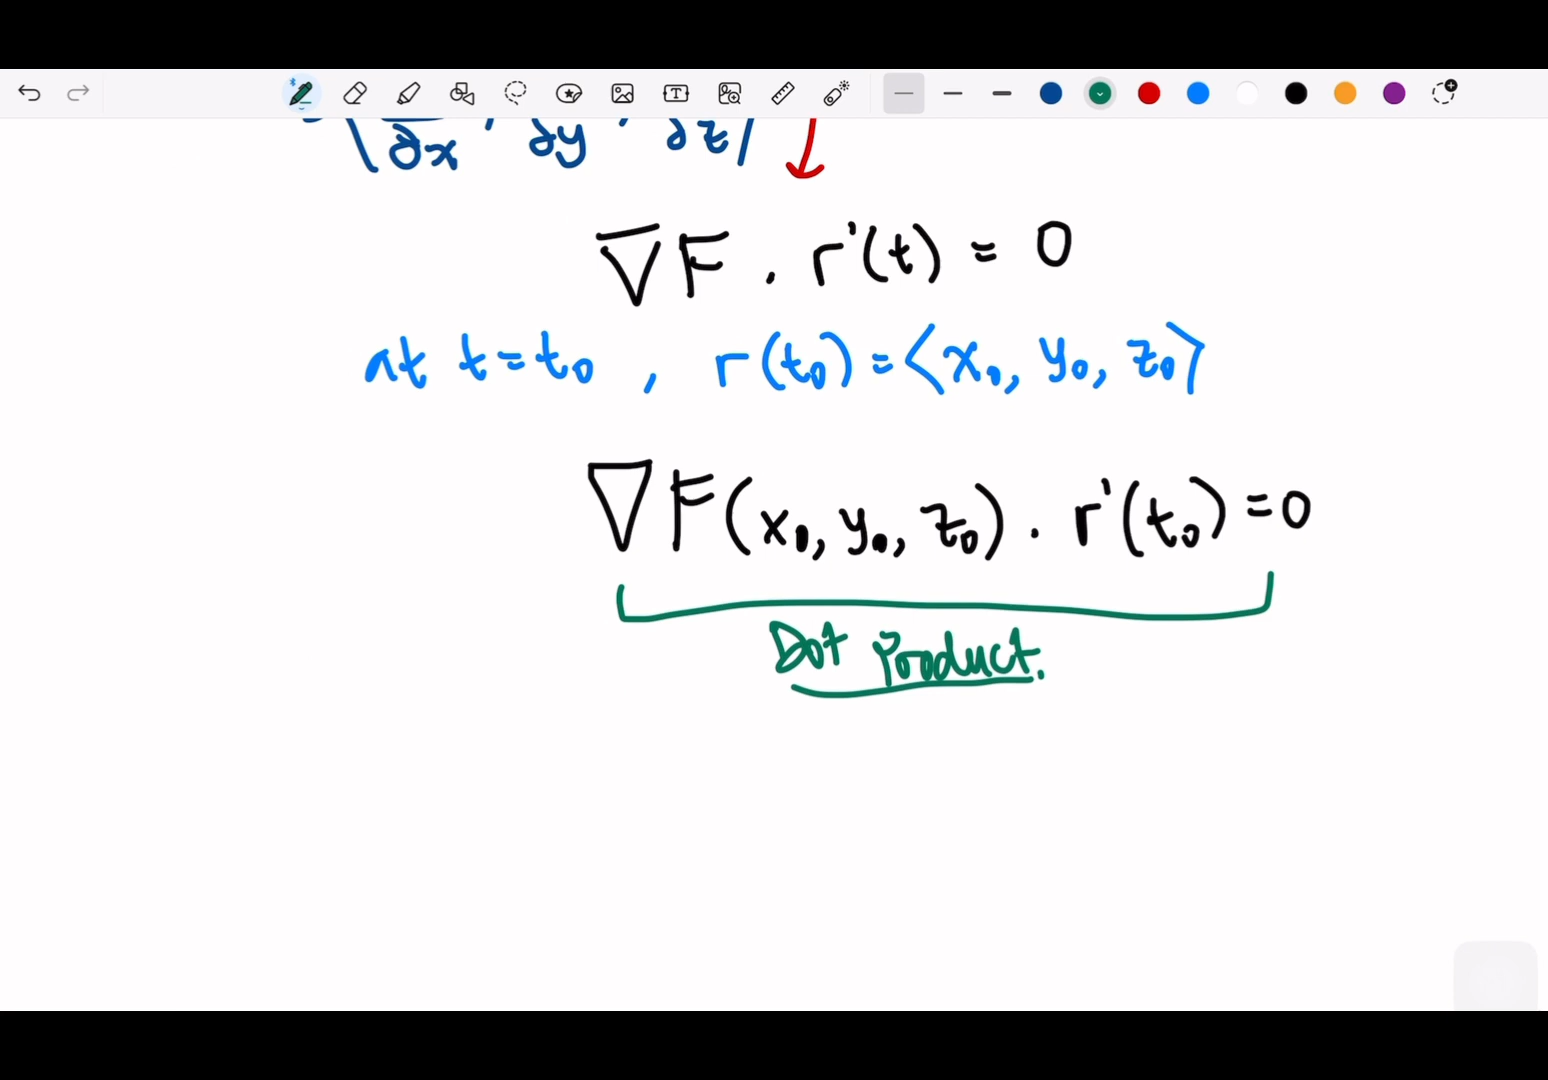 = ⟨ ∂x , ∂y , ∂z ⟩
∇F . r'(t) = 0
at t = t₀ , r(t₀) = ⟨x₀, y₀, z₀⟩
∇F(x₀, y₀, z₀) . r'(t₀) = 0
Dot Product.